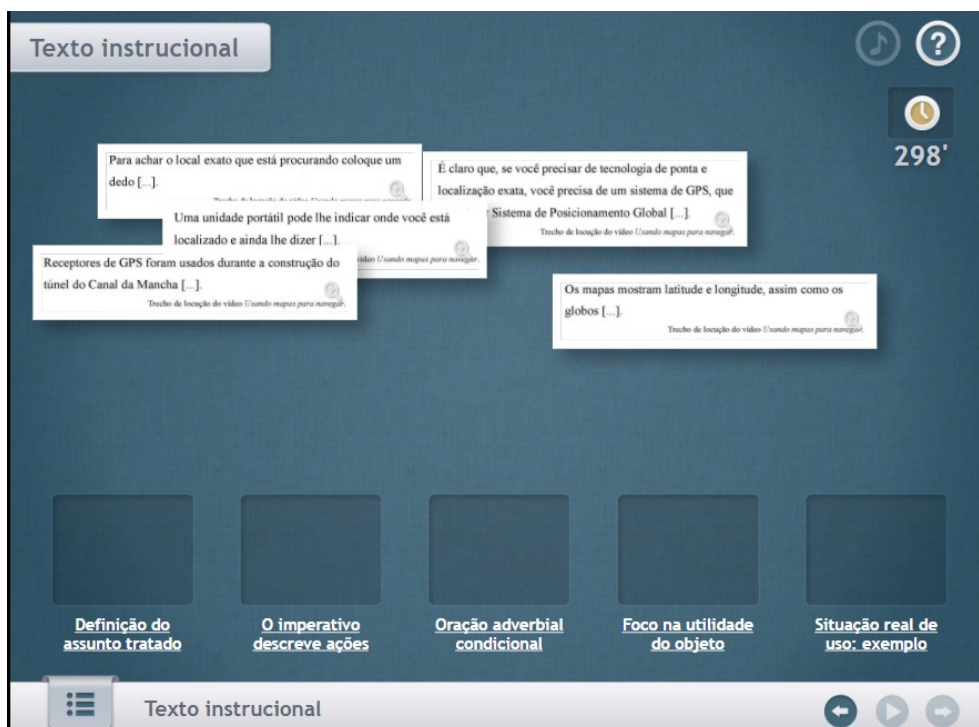 Texto instrucional
298'
Para achar o local exato que está procurando coloque um
dedo [...].
É claro que, se você precisar de tecnologia de ponta e
localização exata, você precisa de um sistema de GPS, que
Sistema de Posicionamento Global [...].
Trecho de locução do vídeo Usando mapas para navegar.
Uma unidade portátil pode lhe indicar onde você está
localizado e ainda lhe dizer [...].
vídeo Usando mapas para navegar.
Receptores de GPS foram usados durante a construção do
túnel do Canal da Mancha [...].
Trecho de locução do vídeo Usando mapas para navegar.
Os mapas mostram latitude e longitude, assim como os
globos [...].
Trecho de locução do vídeo Usando mapas para navegar.
Definição do
assunto tratado
O imperativo
descreve ações
Oração adverbial
condicional
Foco na utilidade
do objeto
Situação real de
uso: exemplo
Texto instrucional